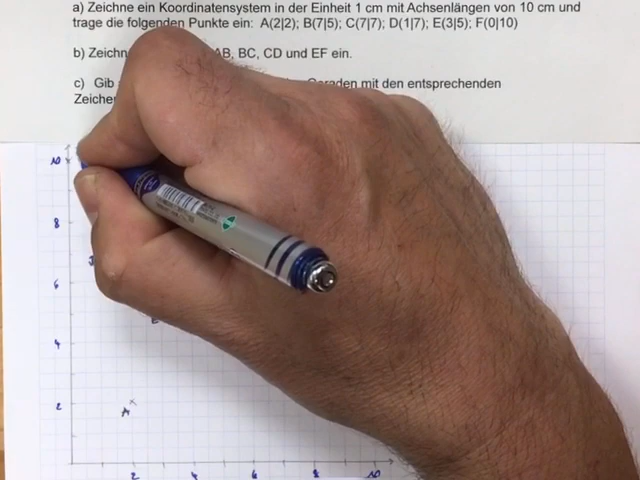 a) Zeichne ein Koordinatensystem in der Einheit 1 cm mit Achsenlängen von 10 cm und
trage die folgenden Punkte ein: A(2|2); B(7|5); C(7|7); D(1|7); E(3|5); F(0|10)
b) AB, BC, CD und EF ein.
c) Gib Geraden mit den entsprechenden
10
8
6
4
E
2
A
2 4 6 8 10